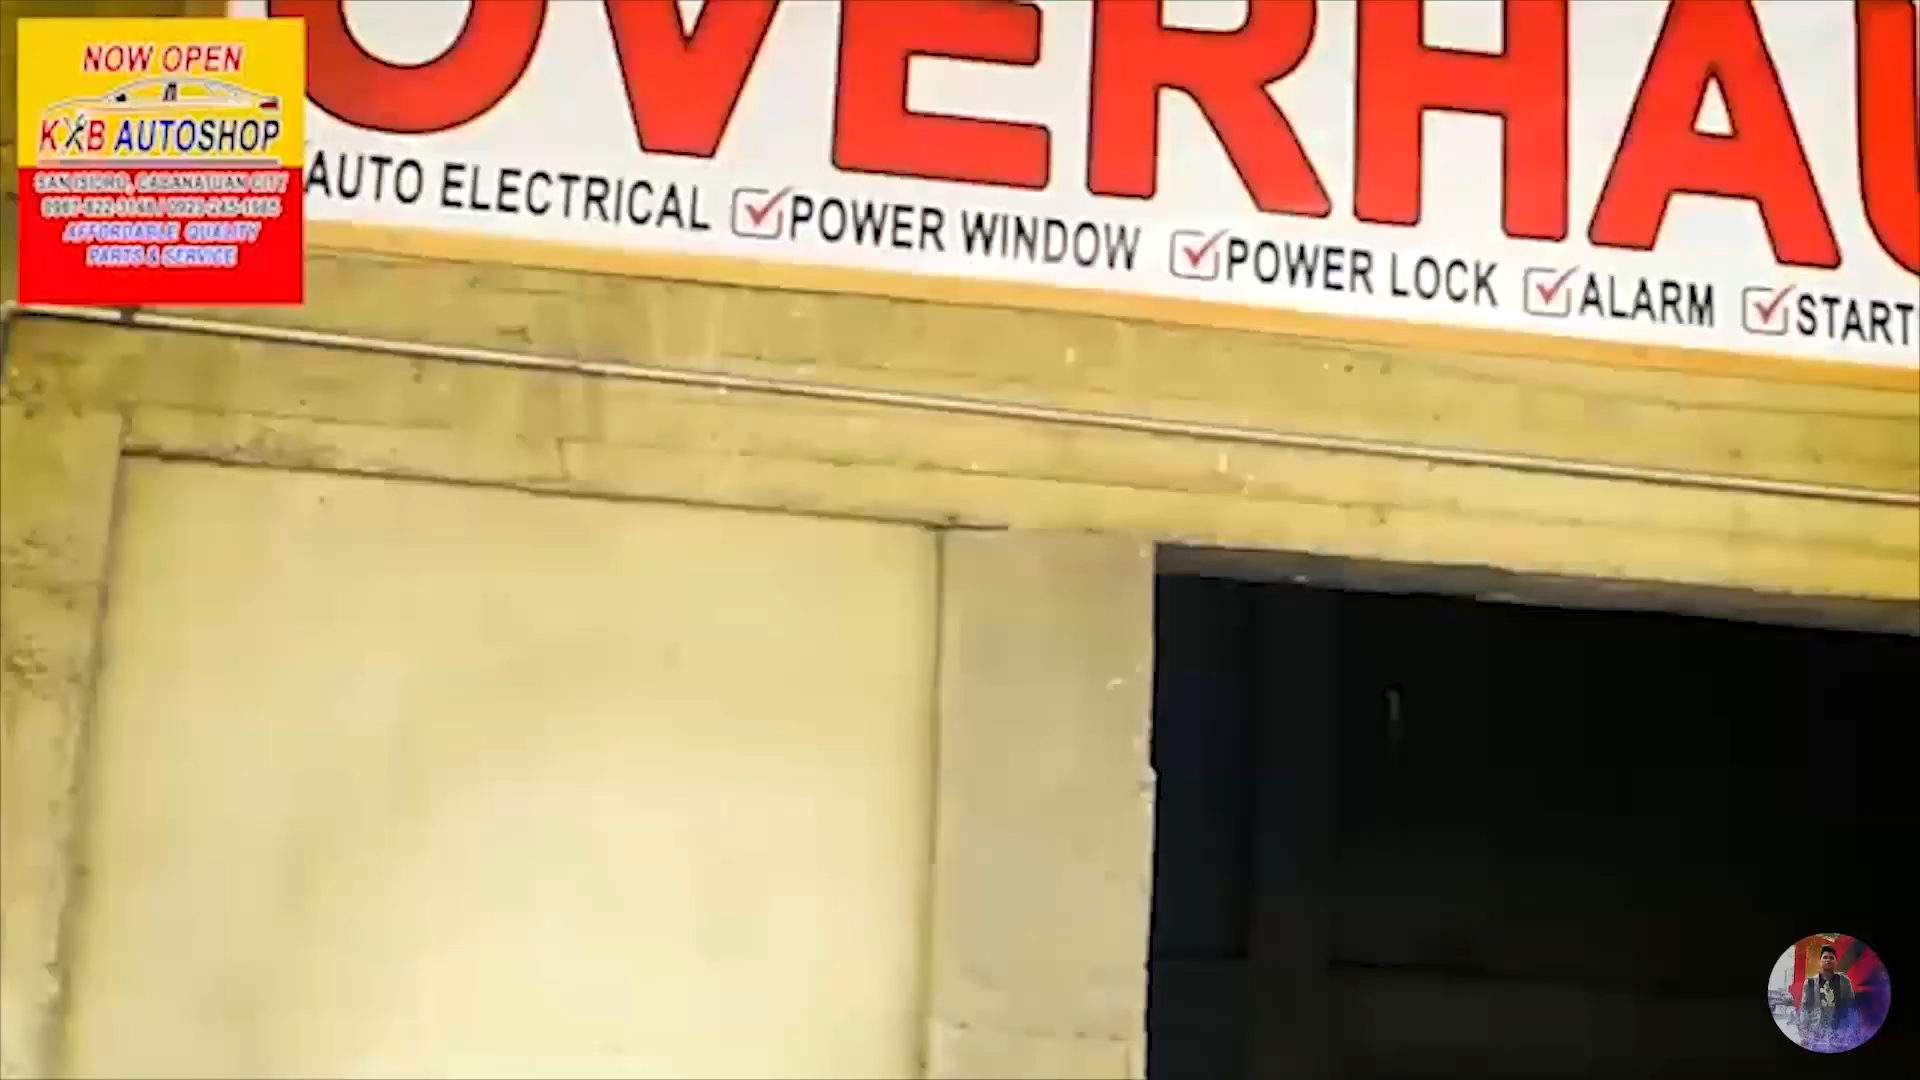 NOW OPEN
KXB AUTOSHOP
SAN ISIDRO, CABANATUAN CITY
AFFORDABLE QUALITY
PARTS & SERVICE
OVERHAU
AUTO ELECTRICAL POWER WINDOW POWER LOCK ALARM START